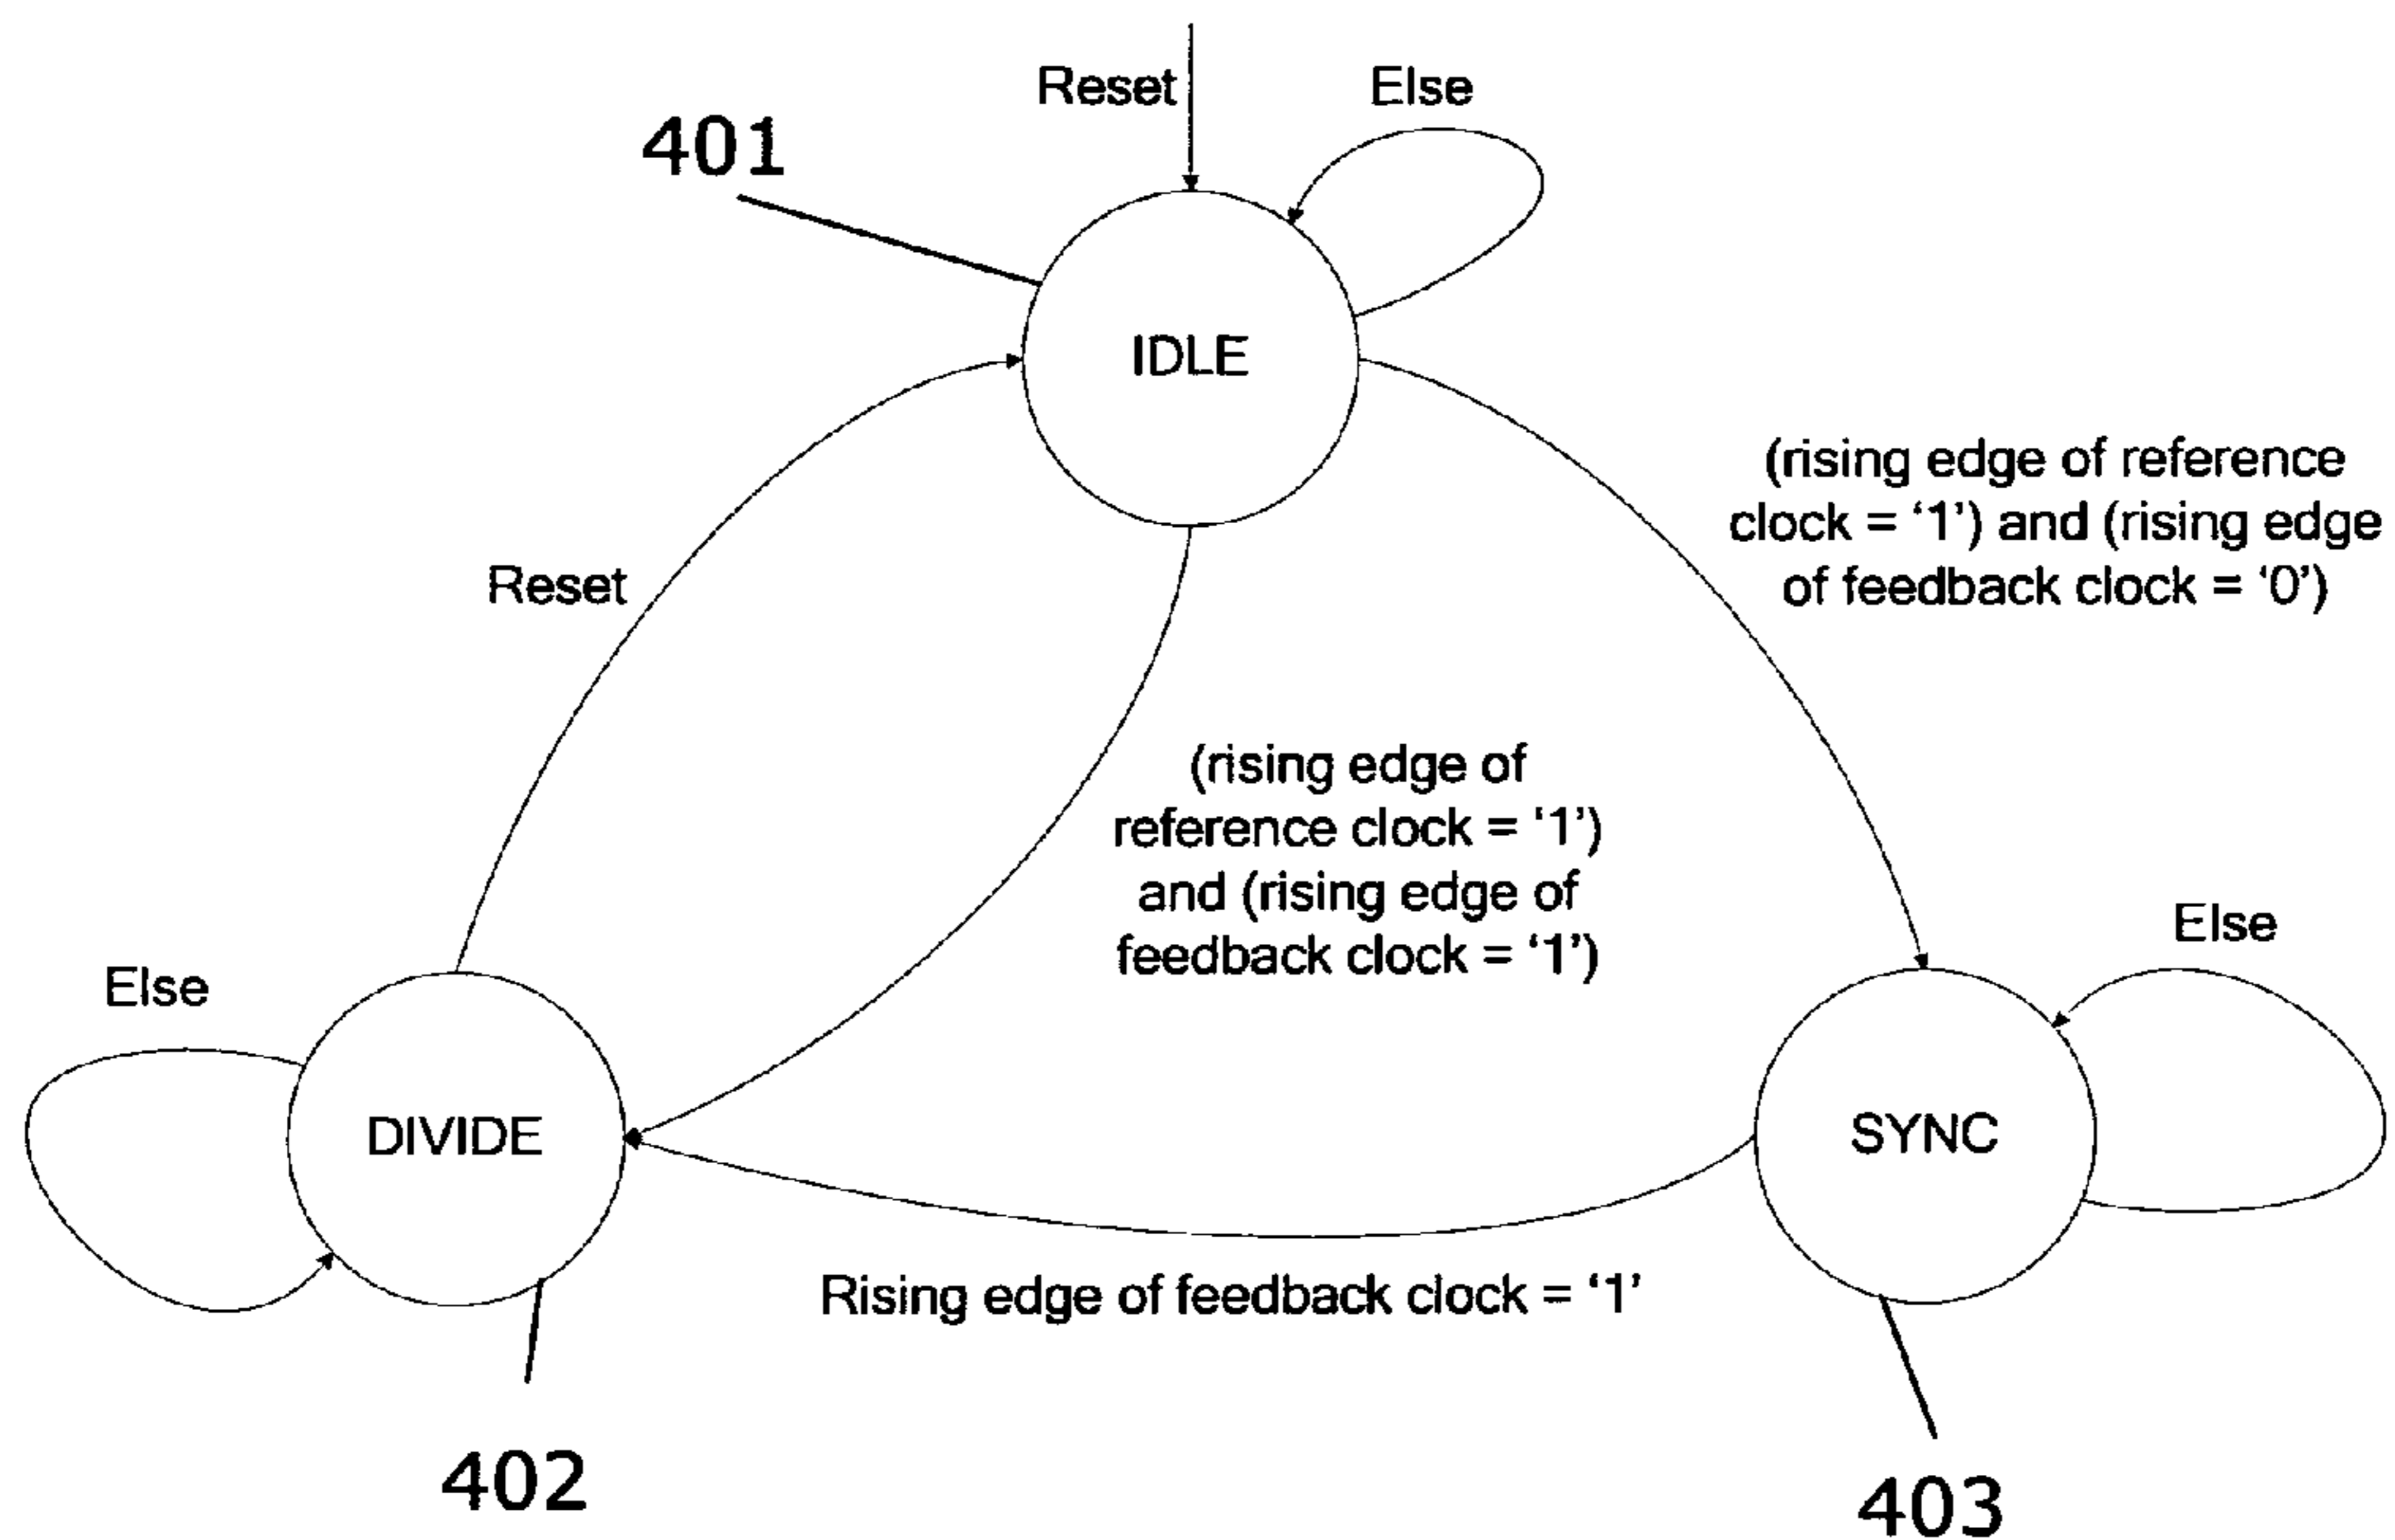 Reset
Else
401
IDLE
(rising edge of reference
clock = ‘1’) and (rising edge
of feedback clock = ‘0’)
Reset
(rising edge of
reference clock = ‘1’)
and (rising edge of
feedback clock = ‘1’)
Else
Else
DIVIDE
SYNC
Rising edge of feedback clock = ‘1’
402
403